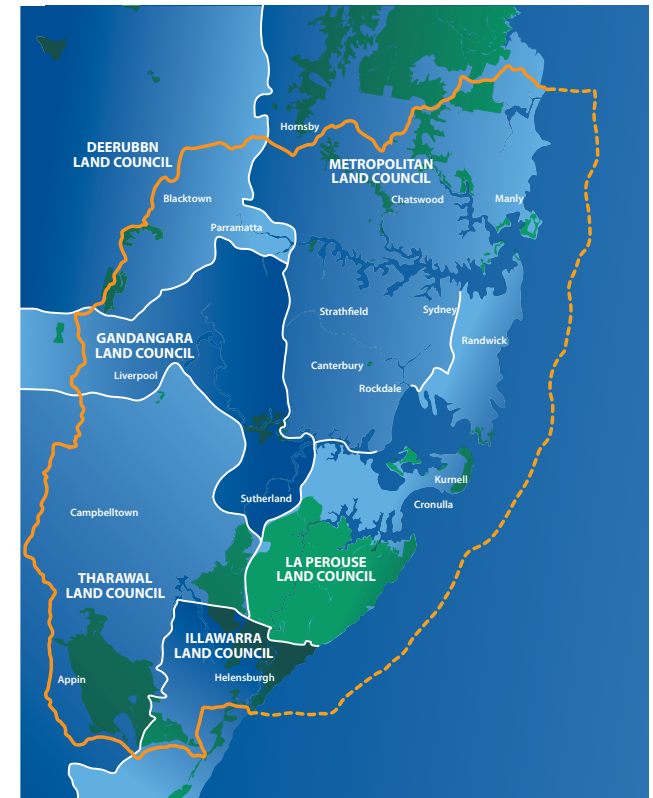 Hornsby
DEERUBBN
LAND COUNCIL
METROPOLITAN
LAND COUNCIL
Blacktown
Chatswood
Manly
Parramatta
Strathfield
Sydney
GANDANGARA
LAND COUNCIL
Randwick
Canterbury
Liverpool
Rockdale
Kurnell
Sutherland
Cronulla
Campbelltown
LA PEROUSE
LAND COUNCIL
THARAWAL
LAND COUNCIL
ILLAWARRA
LAND COUNCIL
Appin
Helensburgh